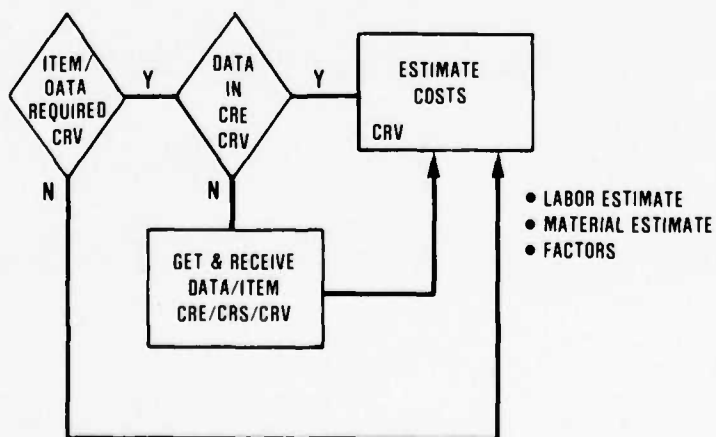 ITEM/
DATA
REQUIRED
CRV
Y
N
DATA
IN
CRE
CRV
Y
N
ESTIMATE
COSTS
CRV
GET & RECEIVE
DATA/ITEM
CRE/CRS/CRV
• LABOR ESTIMATE
• MATERIAL ESTIMATE
• FACTORS